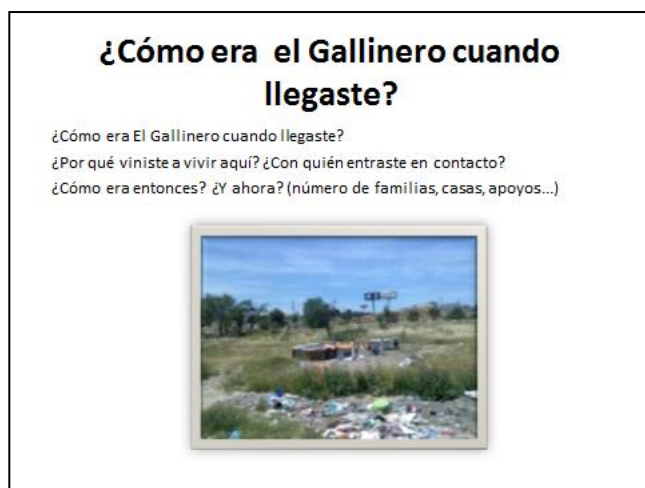 ¿Cómo era el Gallinero cuando
llegaste?
¿Cómo era El Gallinero cuando llegaste?
¿Por qué viniste a vivir aquí? ¿Con quién entraste en contacto?
¿Cómo era entonces? ¿Y ahora? (número de familias, casas, apoyos...)